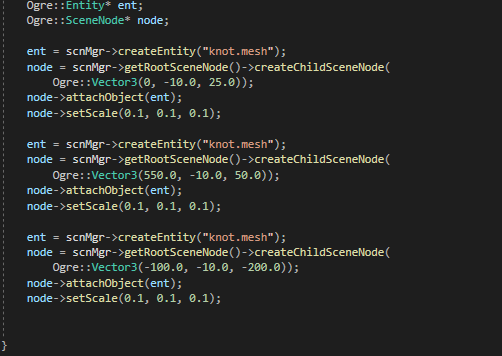 Ogre::Entity* ent;
Ogre::SceneNode* node;
ent = scnMgr->createEntity("knot.mesh");
node = scnMgr->getRootSceneNode()->createChildSceneNode(
Ogre::Vector3(0, -10.0, 25.0));
node->attachObject(ent);
node->setScale(0.1, 0.1, 0.1);
ent = scnMgr->createEntity("knot.mesh");
node = scnMgr->getRootSceneNode()->createChildSceneNode(
Ogre::Vector3(550.0, -10.0, 50.0));
node->attachObject(ent);
node->setScale(0.1, 0.1, 0.1);
ent = scnMgr->createEntity("knot.mesh");
node = scnMgr->getRootSceneNode()->createChildSceneNode(
Ogre::Vector3(-100.0, -10.0, -200.0));
node->attachObject(ent);
node->setScale(0.1, 0.1, 0.1);
}